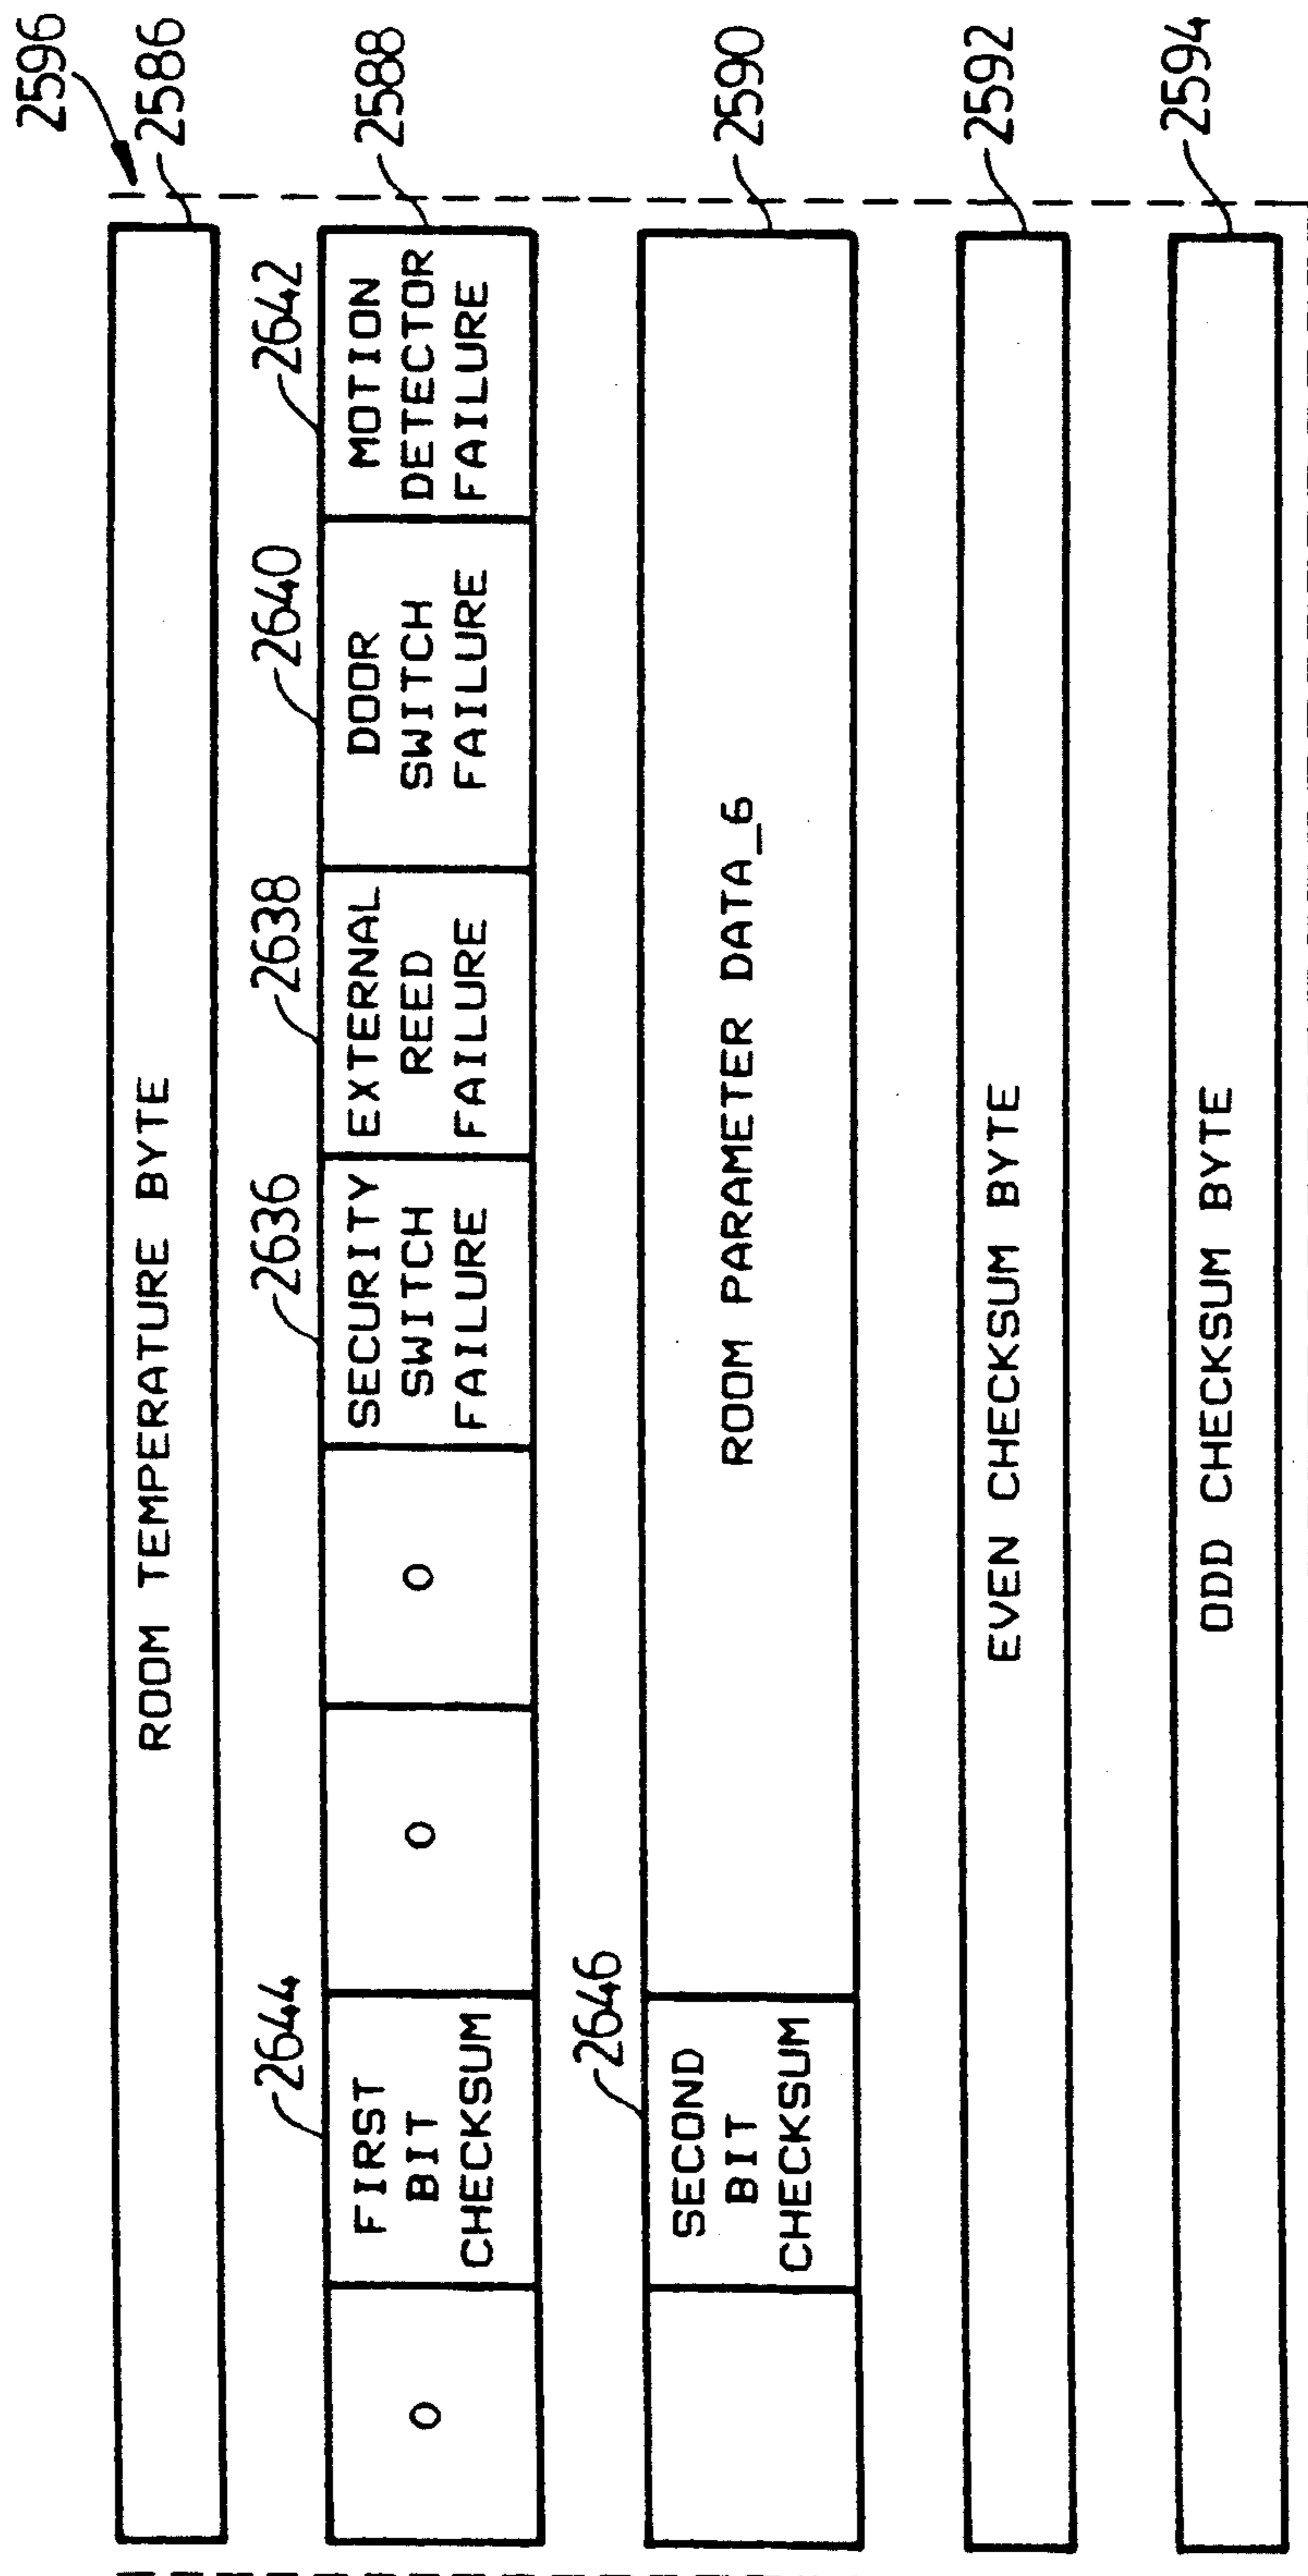 2596
ROOM TEMPERATURE BYTE
2586
0
2644
FIRST
BIT
CHECKSUM
0
0
2636
SECURITY
SWITCH
FAILURE
2638
EXTERNAL
REED
FAILURE
2640
DOOR
SWITCH
FAILURE
2642
MOTION
DETECTOR
FAILURE
2588
2646
SECOND
BIT
CHECKSUM
ROOM PARAMETER DATA_6
2590
EVEN CHECKSUM BYTE
2592
ODD CHECKSUM BYTE
2594